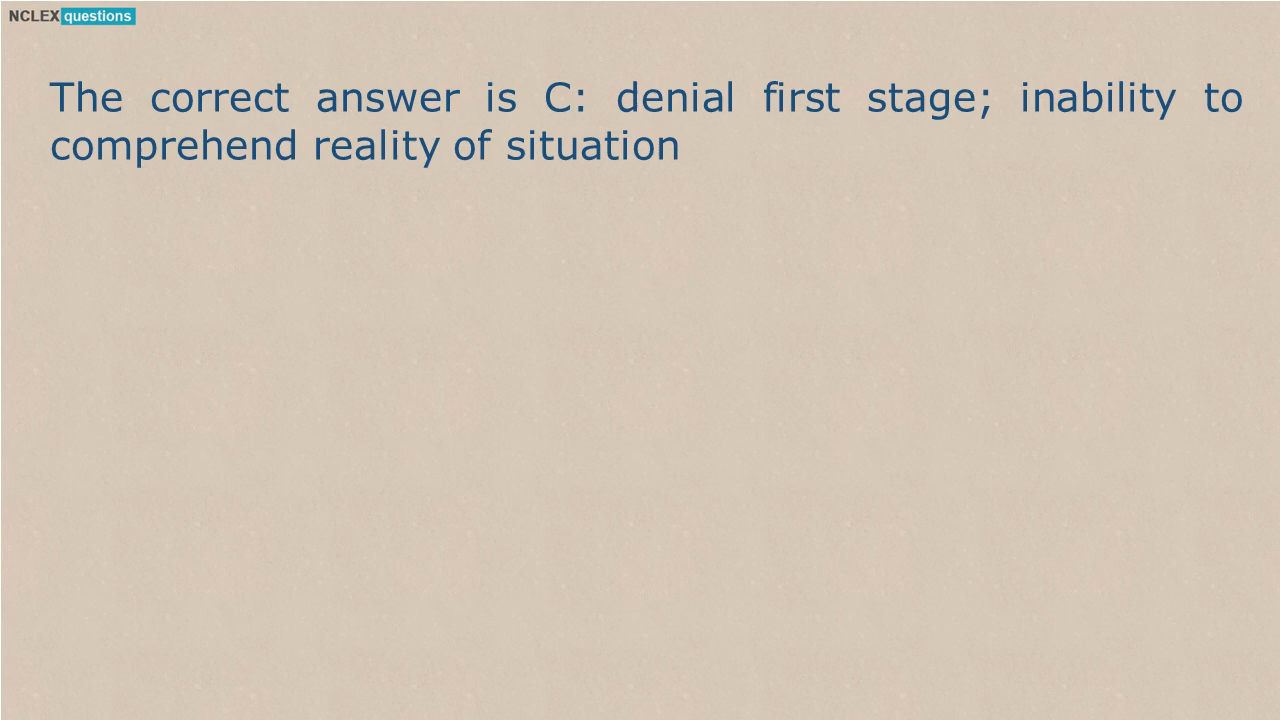 NCLEX questions
The correct answer is C: denial first stage; inability to
comprehend reality of situation